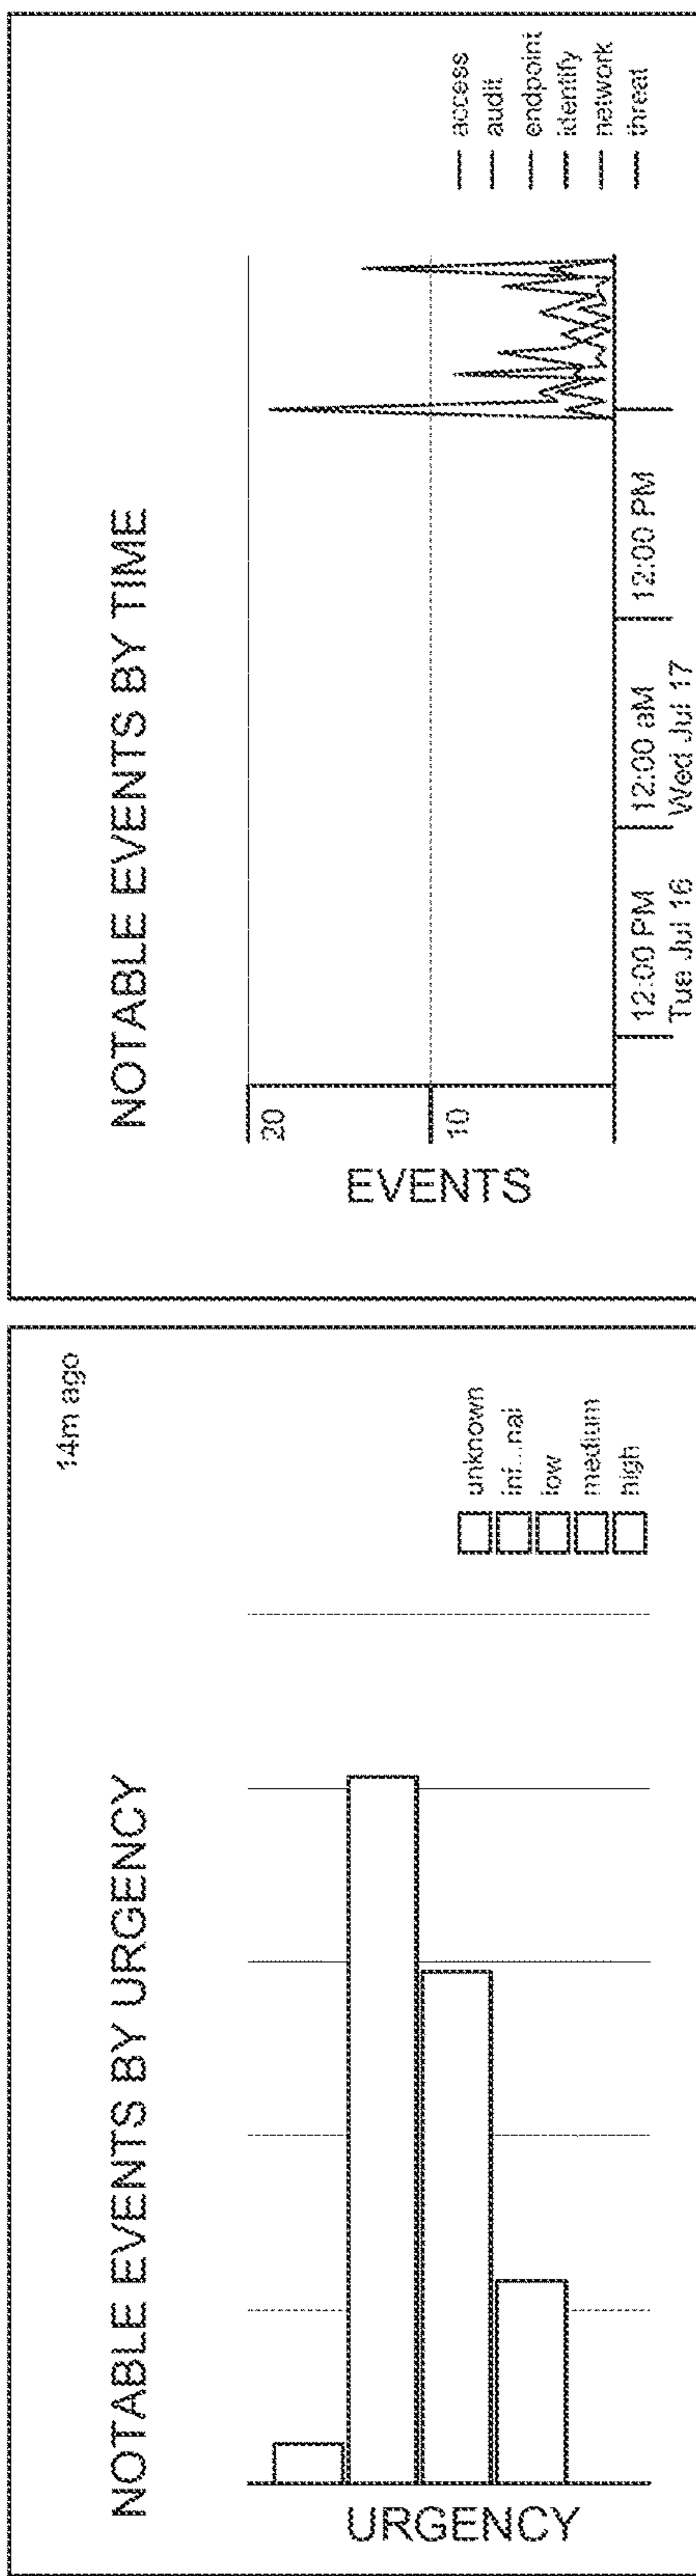 NOTABLE EVENTS BY URGENCY
14m ago
URGENCY
unknown
inf...nal
low
medium
high
NOTABLE EVENTS BY TIME
EVENTS
20
10
12:00 PM
Tue Jul 16
12:00 aM
Wed Jul 17
12:00 PM
access
audit
endpoint
identify
network
threat